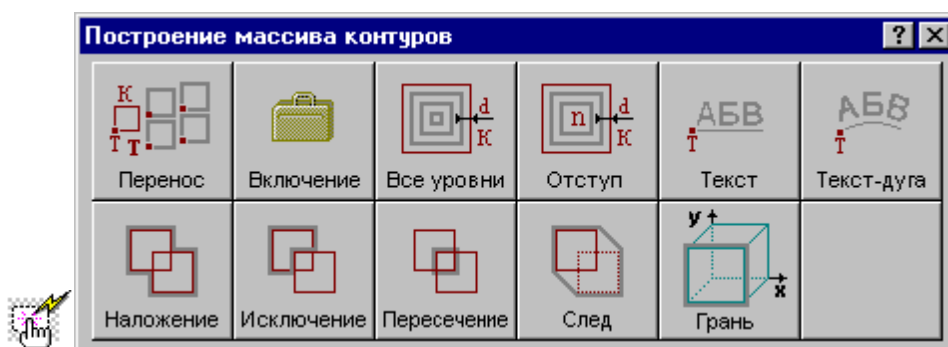 Построение массива контуров
К
Т Т
d
К
n
d
К
АБВ
Т
АБВ
Т
Перенос Включение Все уровни Отступ Текст Текст-дуга
y
x
Наложение Исключение Пересечение След Грань